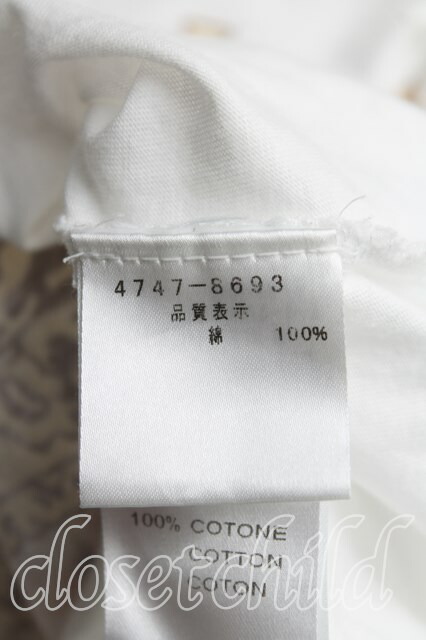 4747-8693
品質表示
綿 100%
100% COTONE
COTTON
COTON
closetchild